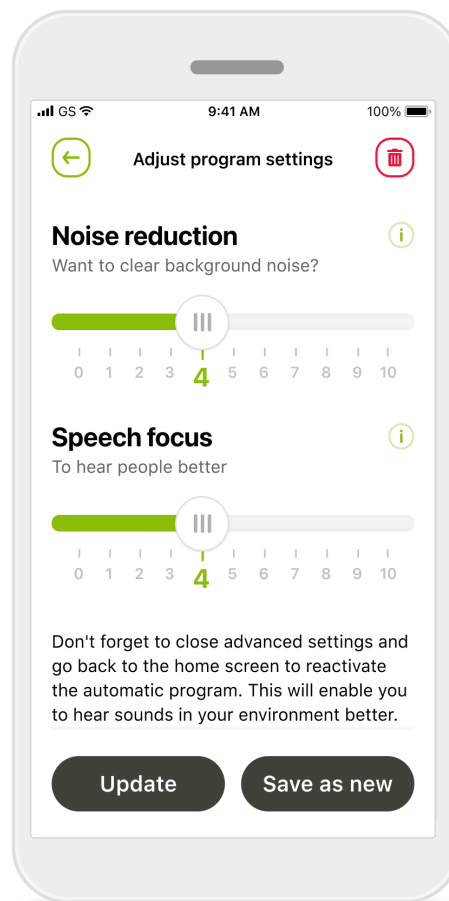 GS 9:41 AM 100%
Adjust program settings
Noise reduction
Want to clear background noise?
0 1 2 3 4 5 6 7 8 9 10
Speech focus
To hear people better
0 1 2 3 4 5 6 7 8 9 10
Don't forget to close advanced settings and
go back to the home screen to reactivate
the automatic program. This will enable you
to hear sounds in your environment better.
Update Save as new